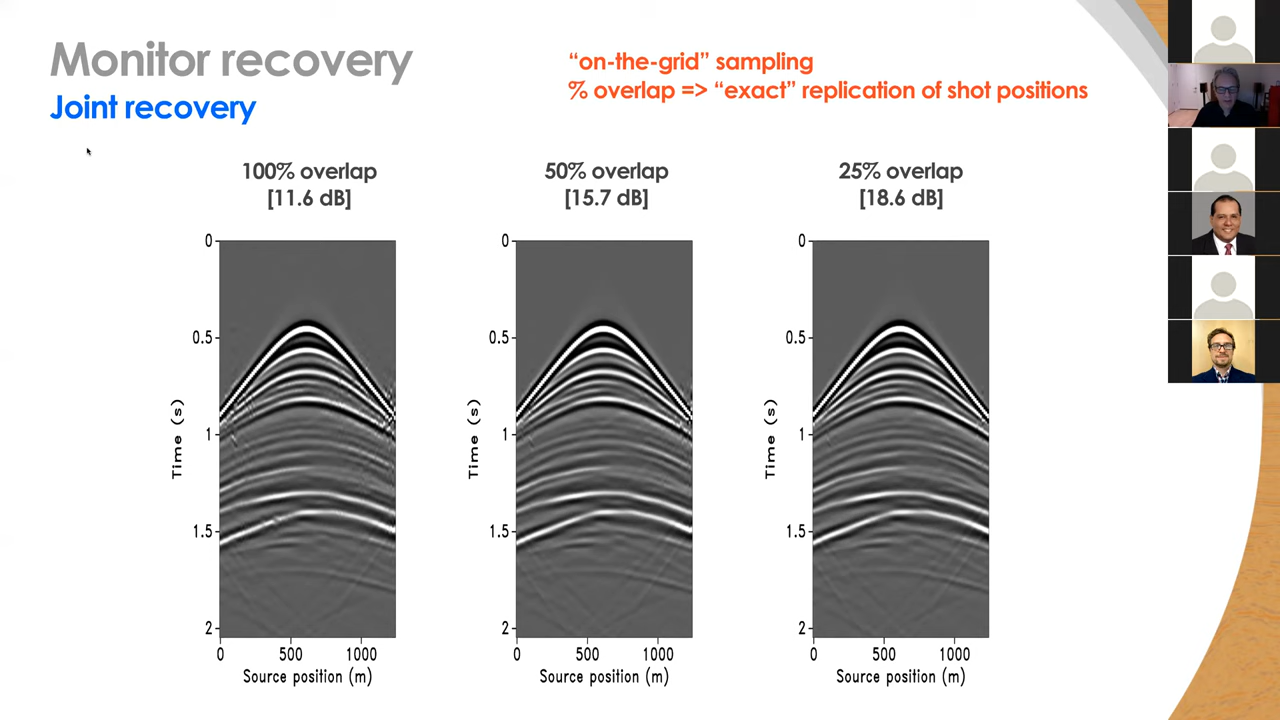 Monitor recovery
Joint recovery
“on-the-grid” sampling
% overlap => “exact” replication of shot positions
100% overlap
[11.6 dB]
50% overlap
[15.7 dB]
25% overlap
[18.6 dB]
0
0.5
1
1.5
2
Time (s)
0 500 1000
Source position (m)
0
0.5
1
1.5
2
Time (s)
0 500 1000
Source position (m)
0
0.5
1
1.5
2
Time (s)
0 500 1000
Source position (m)